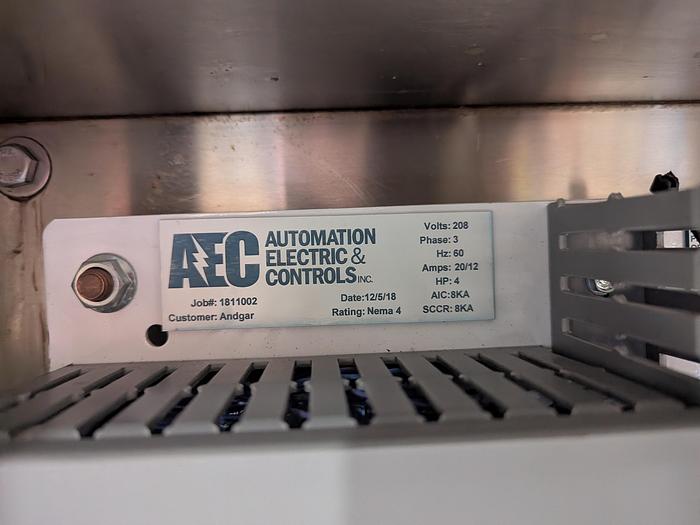 AEC
AUTOMATION
ELECTRIC &
CONTROLS INC.
Job#: 1811002
Customer: Andgar
Date:12/5/18
Rating: Nema 4
Volts: 208
Phase: 3
Hz: 60
Amps: 20/12
HP: 4
AIC:8KA
SCCR: 8KA